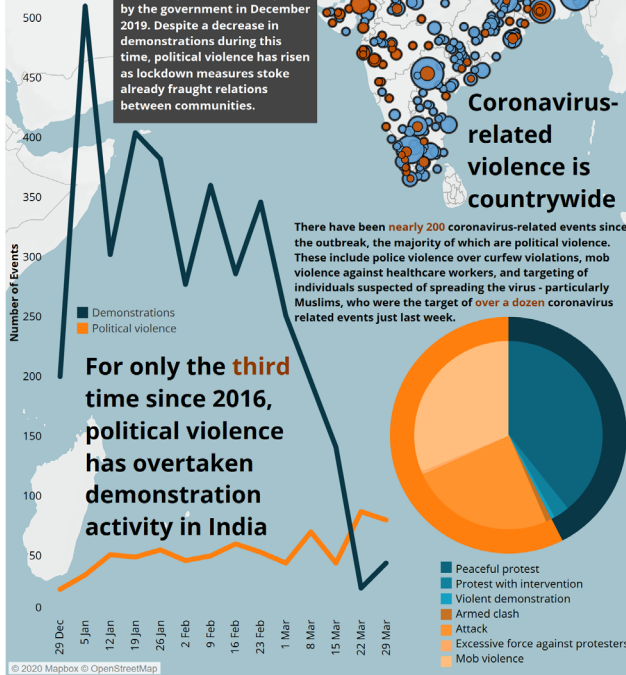 by the government in December
2019. Despite a decrease in
demonstrations during this
time, political violence has risen
as lockdown measures stoke
already fraught relations
between communities.
Coronavirus-
related
violence is
countrywide
There have been nearly 200 coronavirus-related events since
the outbreak, the majority of which are political violence.
These include police violence over curfew violations, mob
violence against healthcare workers, and targeting of
individuals suspected of spreading the virus - particularly
Muslims, who were the target of over a dozen coronavirus
related events just last week.
Number of Events
500
450
400
350
300
250
200
150
100
50
0
Demonstrations
Political violence
For only the third
time since 2016,
political violence
has overtaken
demonstration
activity in India
29 Dec
5 Jan
12 Jan
19 Jan
26 Jan
2 Feb
9 Feb
16 Feb
23 Feb
1 Mar
8 Mar
15 Mar
22 Mar
29 Mar
Peaceful protest
Protest with intervention
Violent demonstration
Armed clash
Attack
Excessive force against protesters
Mob violence
© 2020 Mapbox © OpenStreetMap